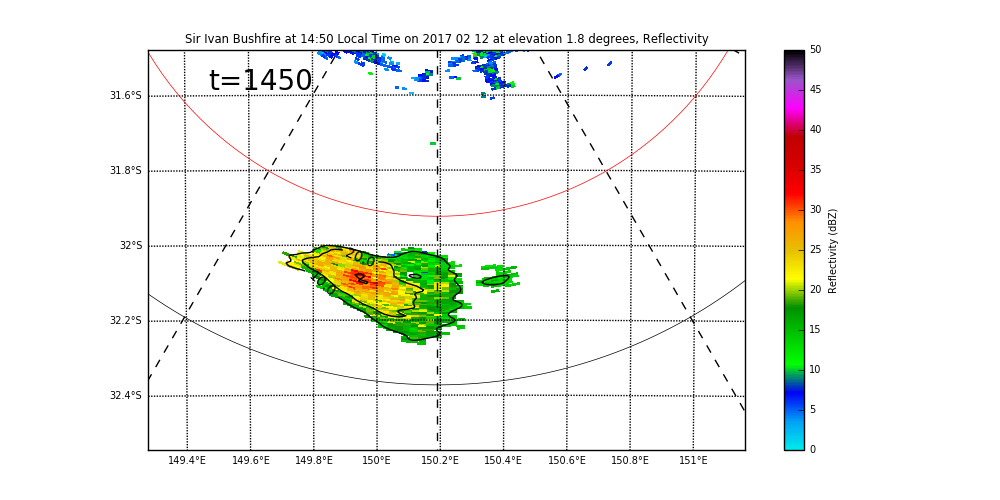 Sir Ivan Bushfire at 14:50 Local Time on 2017 02 12 at elevation 1.8 degrees, Reflectivity
t=1450
31.6°S
31.8°S
32°S
32.2°S
32.4°S
20.0
149.4°E 149.6°E 149.8°E 150°E 150.2°E 150.4°E 150.6°E 150.8°E 151°E
50
45
40
35
30
25
20
15
10
5
0
Reflectivity (dBZ)